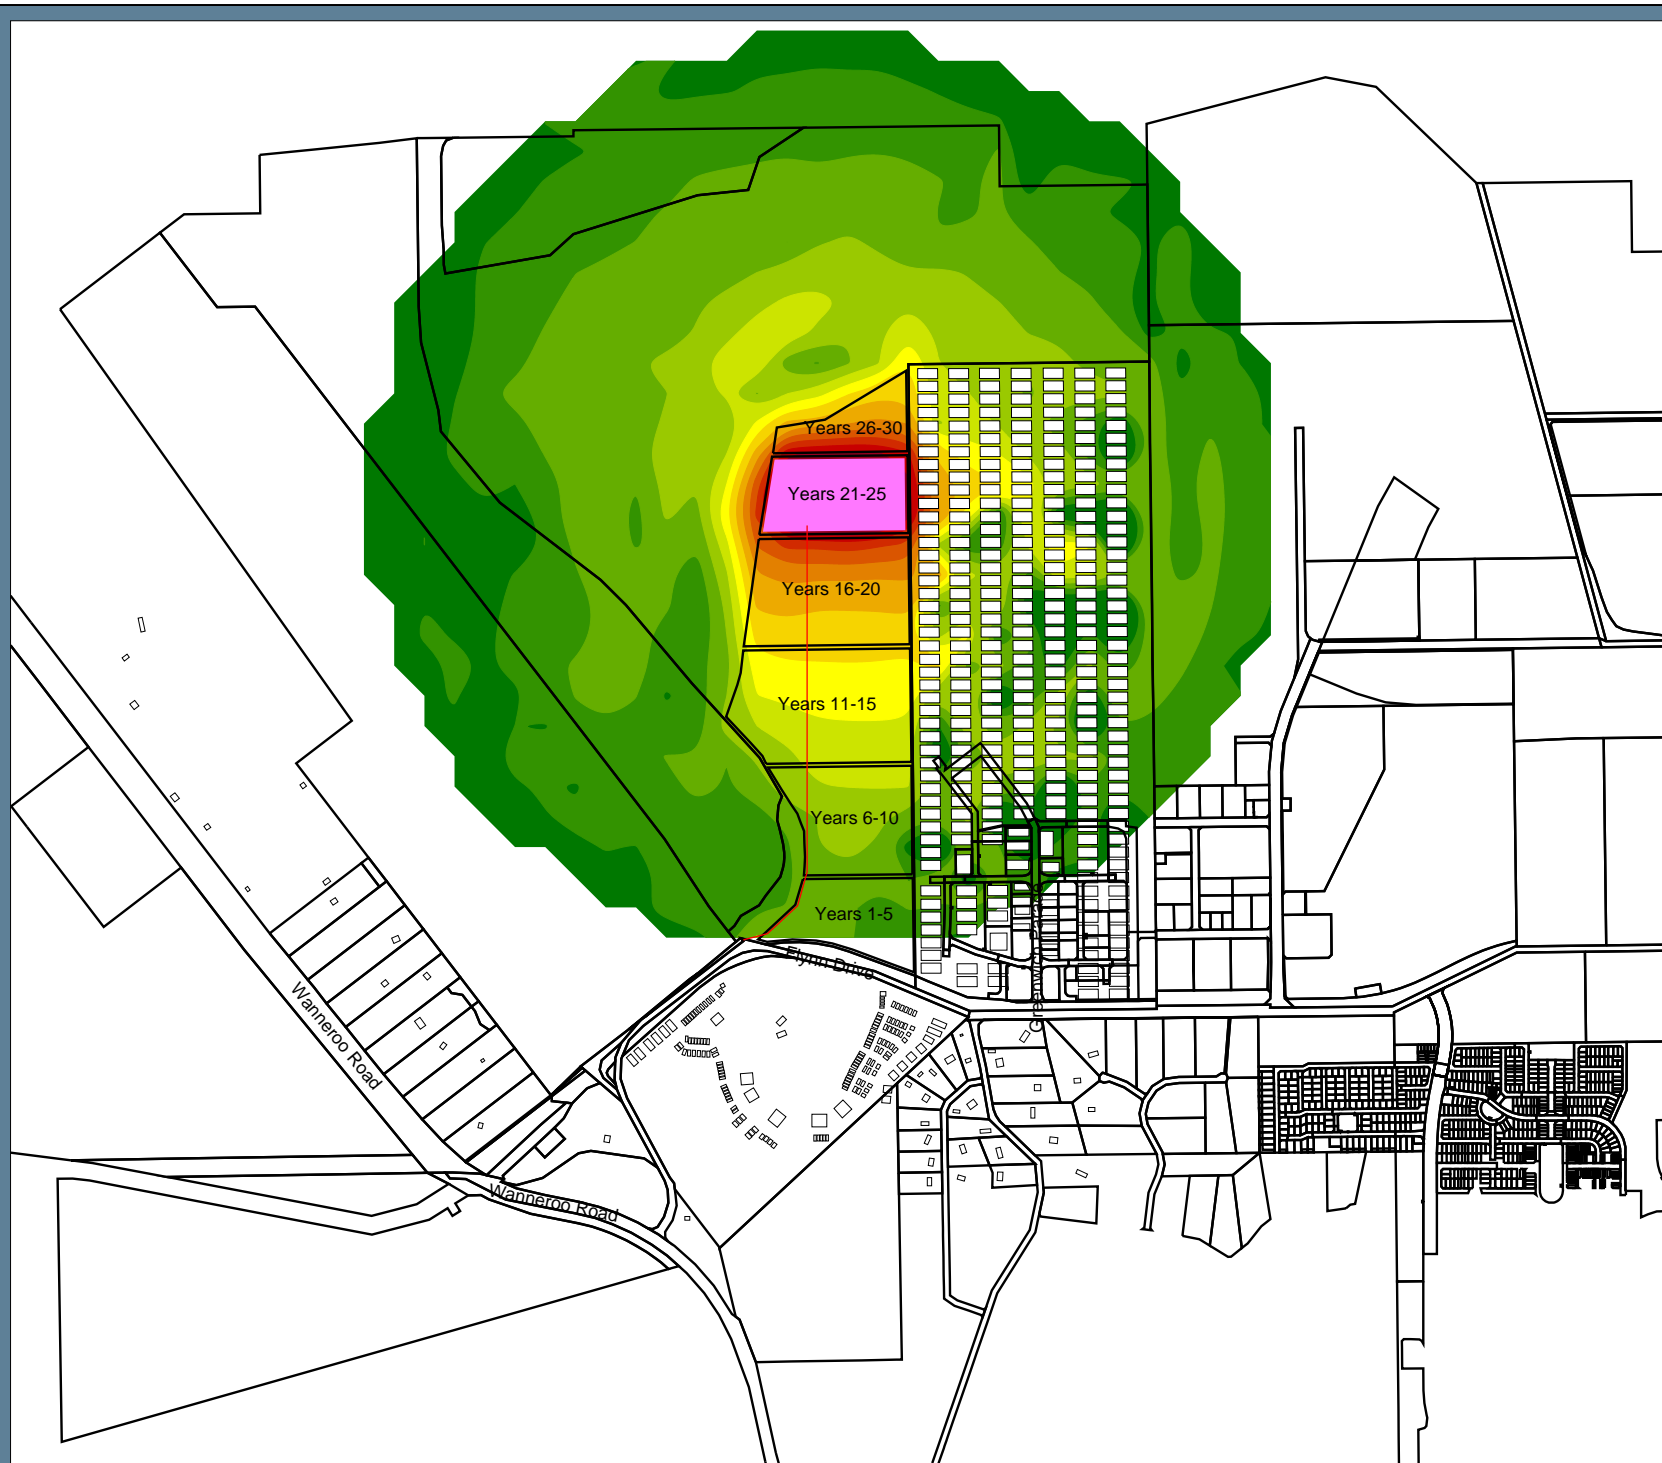 Years 26-30
Years 21-25
Years 16-20
Years 11-15
Years 6-10
Years 1-5
Flynn Drive
Wanneroo Road
Wanneroo Road